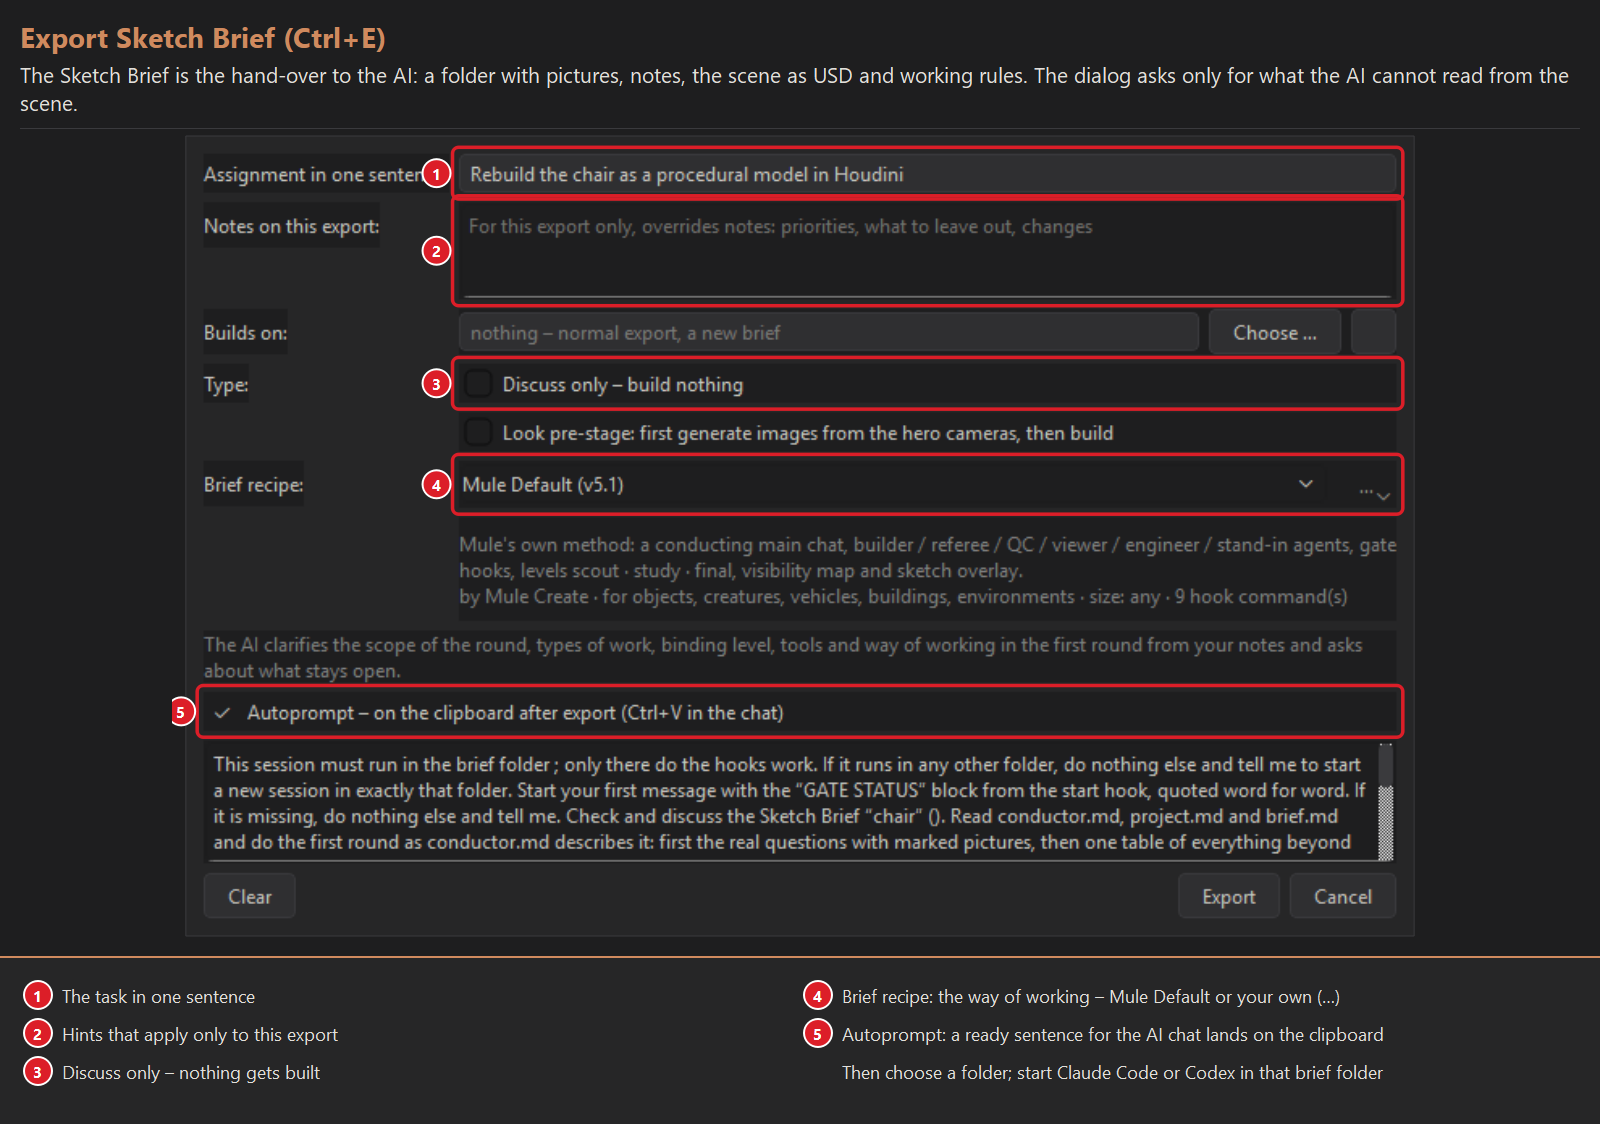 Export Sketch Brief (Ctrl+E)
The Sketch Brief is the hand-over to the AI: a folder with pictures, notes, the scene as USD and working rules. The dialog asks only for what the AI cannot read from the
scene.
Assignment in one senten
1
Rebuild the chair as a procedural model in Houdini
Notes on this export:
2
For this export only, overrides notes: priorities, what to leave out, changes
Builds on:
nothing – normal export, a new brief
Choose ...
Type:
3
Discuss only – build nothing
Look pre-stage: first generate images from the hero cameras, then build
Brief recipe:
4
Mule Default (v5.1)
...
Mule's own method: a conducting main chat, builder / referee / QC / viewer / engineer / stand-in agents, gate
hooks, levels scout · study · final, visibility map and sketch overlay.
by Mule Create · for objects, creatures, vehicles, buildings, environments · size: any · 9 hook command(s)
The AI clarifies the scope of the round, types of work, binding level, tools and way of working in the first round from your notes and asks
about what stays open.
5
Autoprompt – on the clipboard after export (Ctrl+V in the chat)
This session must run in the brief folder ; only there do the hooks work. If it runs in any other folder, do nothing else and tell me to start
a new session in exactly that folder. Start your first message with the “GATE STATUS” block from the start hook, quoted word for word. If
it is missing, do nothing else and tell me. Check and discuss the Sketch Brief “chair” (). Read conductor.md, project.md and brief.md
and do the first round as conductor.md describes it: first the real questions with marked pictures, then one table of everything beyond
Clear
Export
Cancel
1 The task in one sentence
2 Hints that apply only to this export
3 Discuss only – nothing gets built
4 Brief recipe: the way of working – Mule Default or your own (...)
5 Autoprompt: a ready sentence for the AI chat lands on the clipboard
Then choose a folder; start Claude Code or Codex in that brief folder